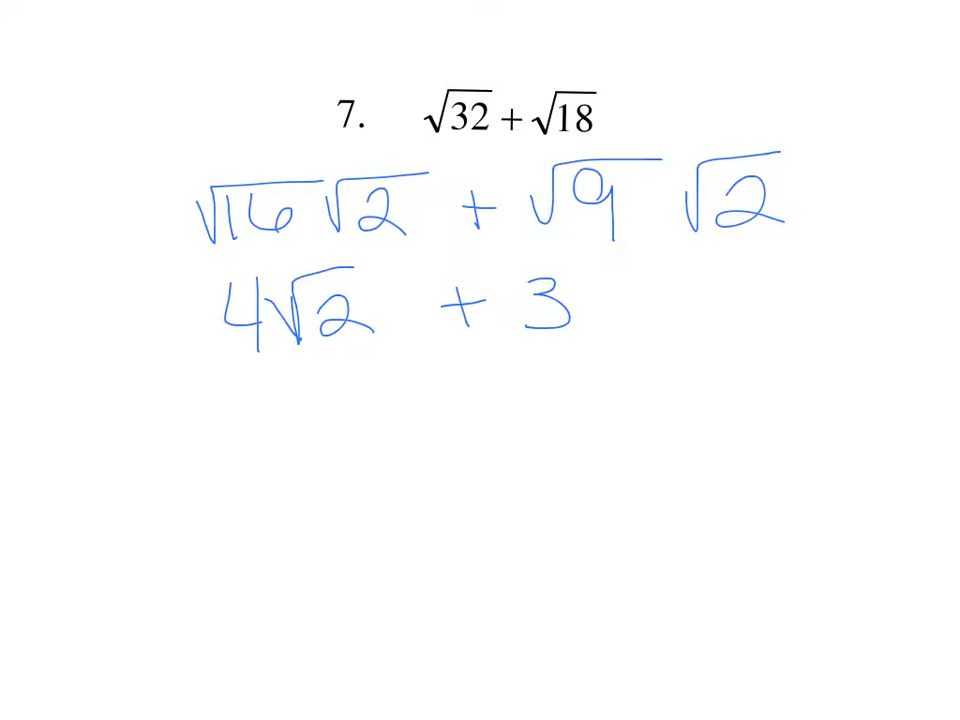 7. √32 + √18
√16 √2 + √9 √2
4√2 + 3